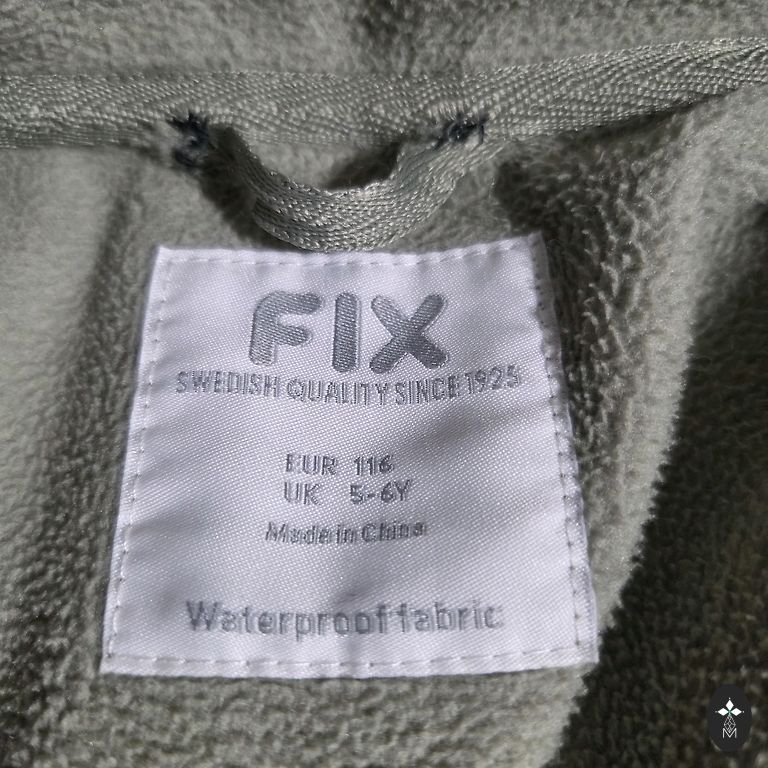 FIX
SWEDISH QUALITY SINCE 1925
EUR 116
UK 5-6Y
Made in China
Waterproof fabric
M